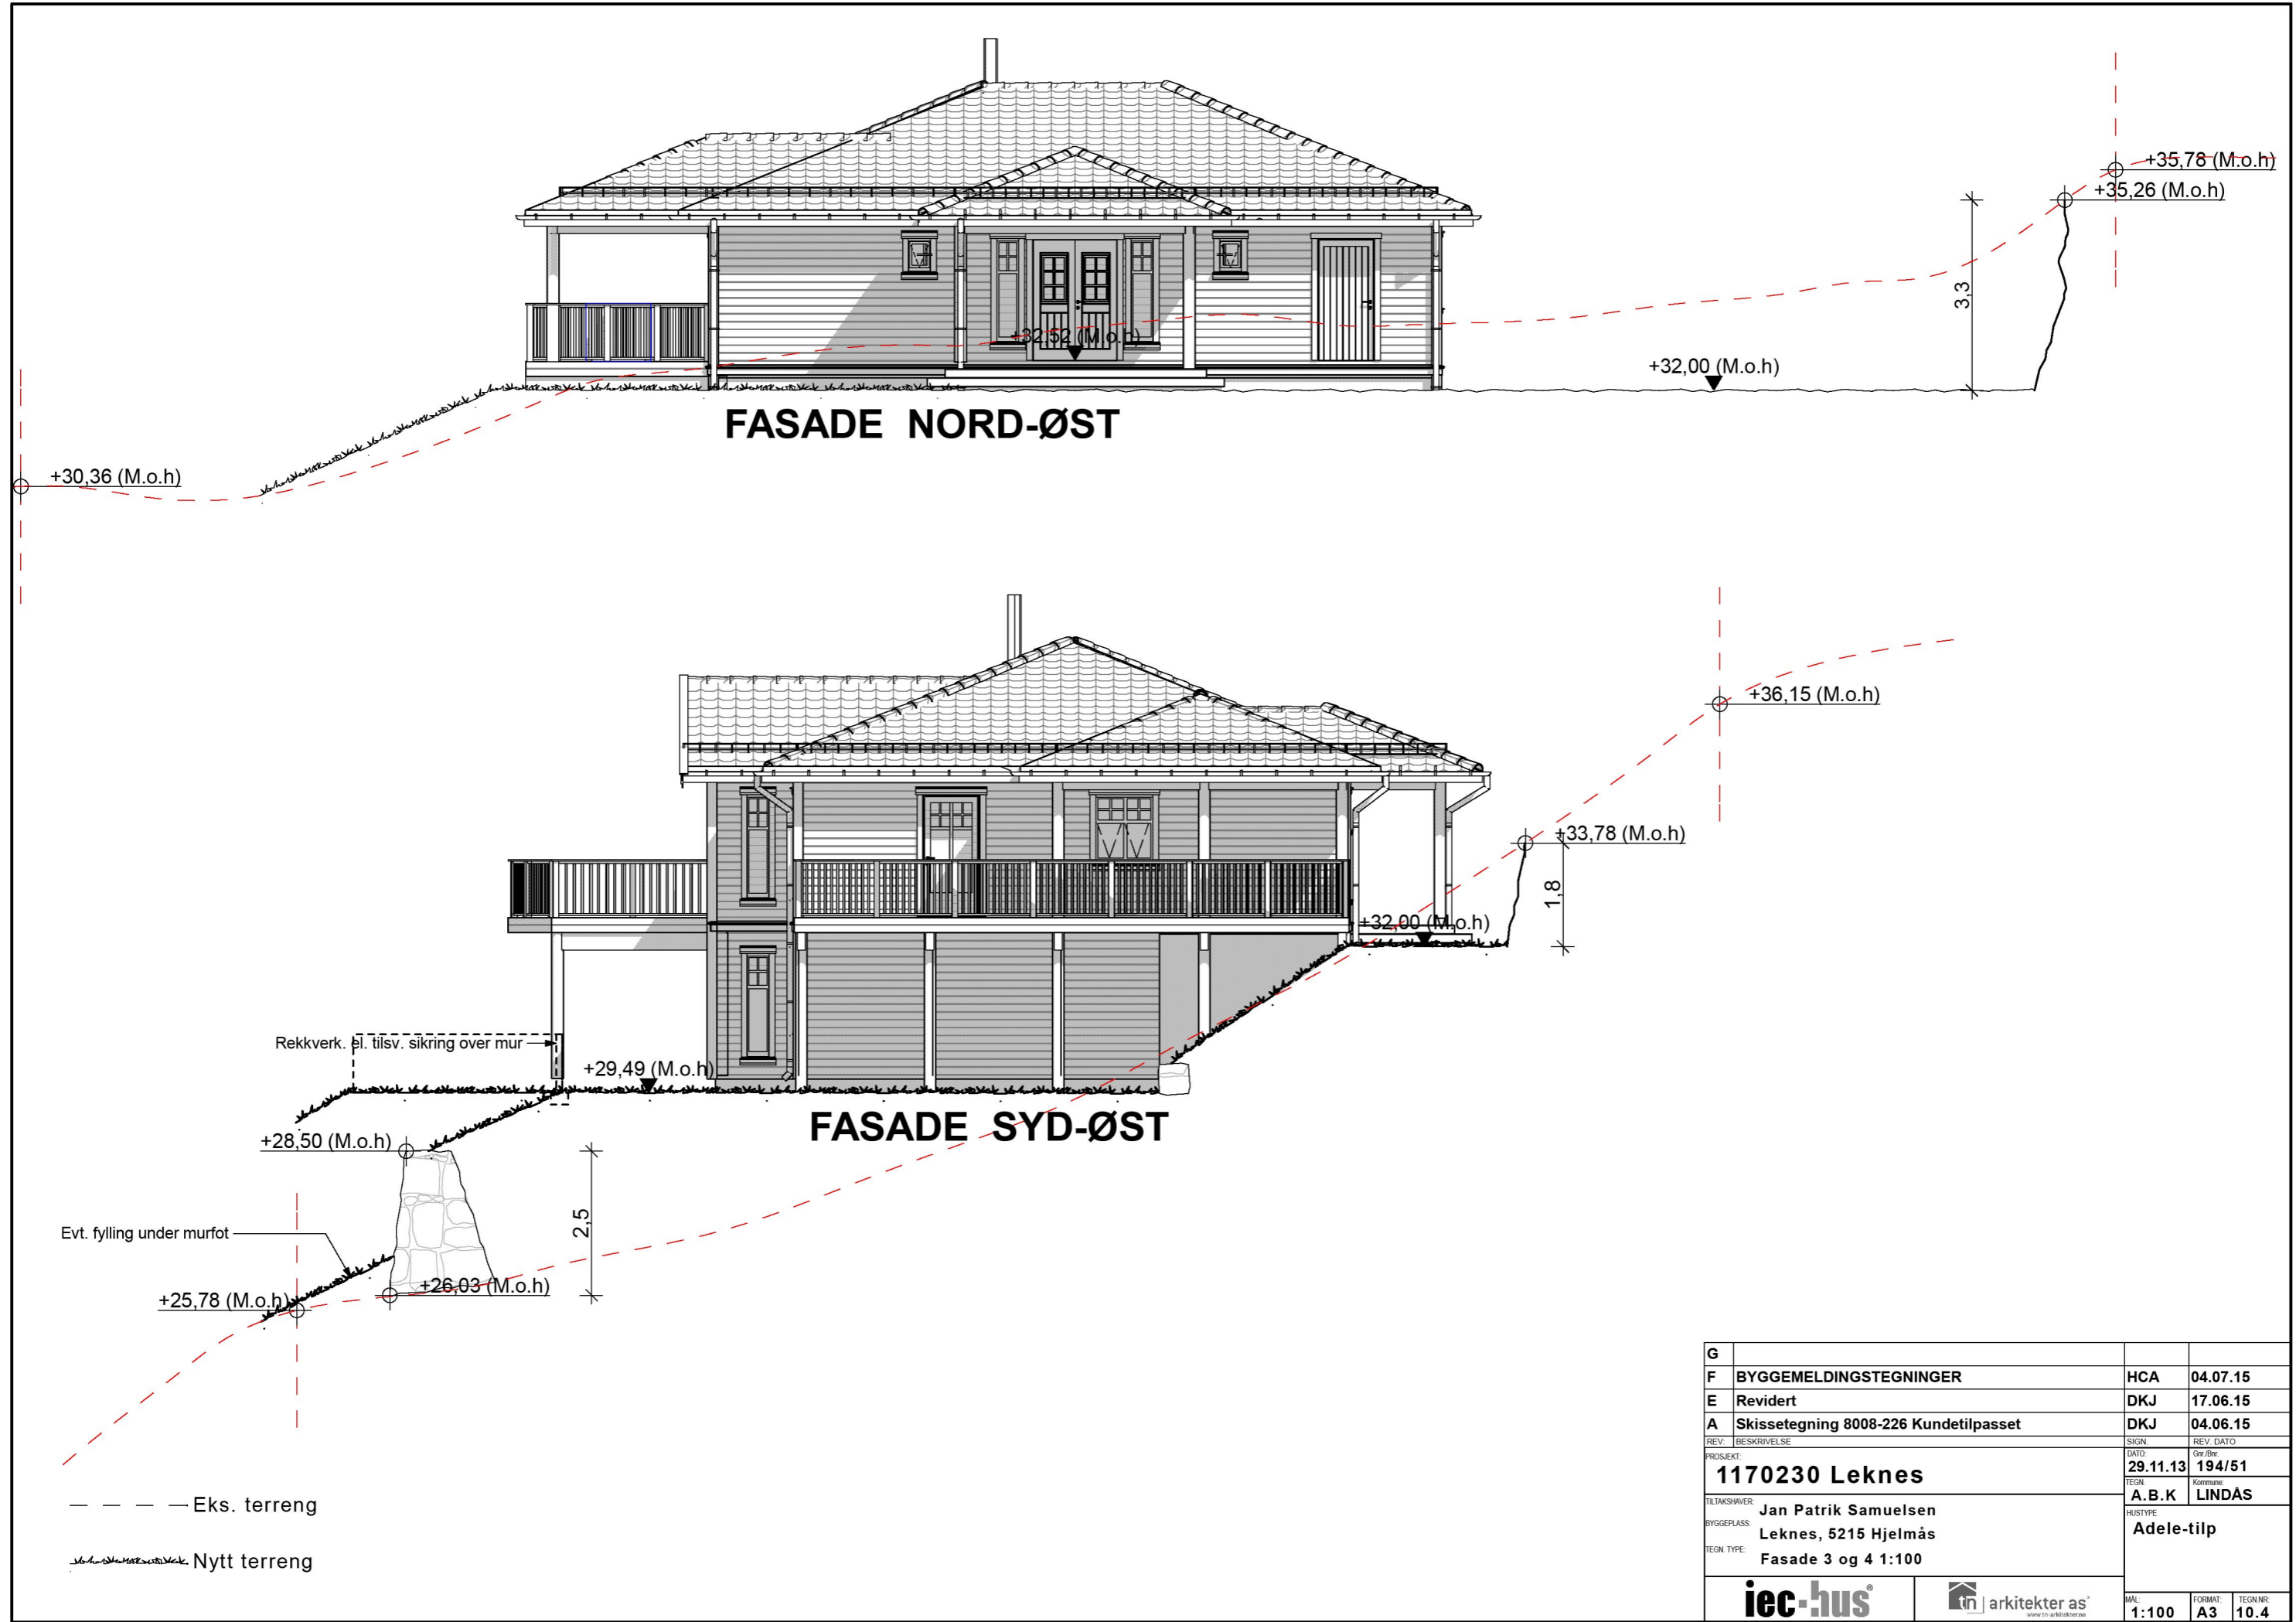 +35,78 (M.o.h)
+35,26 (M.o.h)
3,3
+32,52 (M.o.h)
+32,00 (M.o.h)
FASADE NORD-ØST
+30,36 (M.o.h)
+36,15 (M.o.h)
+33,78 (M.o.h)
1,8
+32,00 (M.o.h)
Rekkverk. el. tilsv. sikring over mur
+29,49 (M.o.h)
FASADE SYD-ØST
+28,50 (M.o.h)
2,5
Evt. fylling under murfot
+26,03 (M.o.h)
+25,78 (M.o.h)
Eks. terreng
Nytt terreng
G
F BYGGEMELDINGSTEGNINGER HCA 04.07.15
E Revidert DKJ 17.06.15
A Skissetegning 8008-226 Kundetilpasset DKJ 04.06.15
REV: BESKRIVELSE SIGN. REV. DATO
PROSJEKT: DATO: Gnr./Bnr.
1170230 Leknes 29.11.13 194/51
TEGN. Kommune:
A.B.K LINDÅS
TILTAKSHAVER: Jan Patrik Samuelsen HUSTYPE
BYGGEPLASS: Leknes, 5215 Hjelmås Adele-tilp
TEGN. TYPE: Fasade 3 og 4 1:100
iec-hus® tn arkitekter as
www.tn-arkitekter.no
MÅL: FORMAT: TEGN.NR:
1:100 A3 10.4